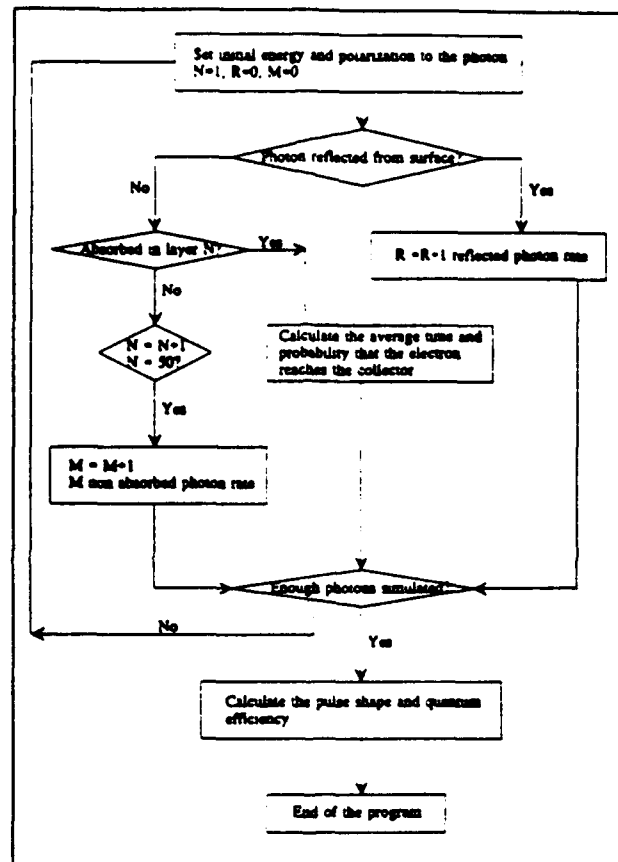 Set initial energy and polarization to the photon
N=1, R=0, M=0
Photon reflected from surface?
No
Yes
Absorbed in layer N?
Yes
R =R+1 reflected photon rate
No
N = N+1
N = 50?
Calculate the average time and
probability that the electron
reaches the collector
Yes
M = M+1
M non absorbed photon rate
Enough photons simulated?
No
Yes
Calculate the pulse shape and quantum
efficiency
End of the program